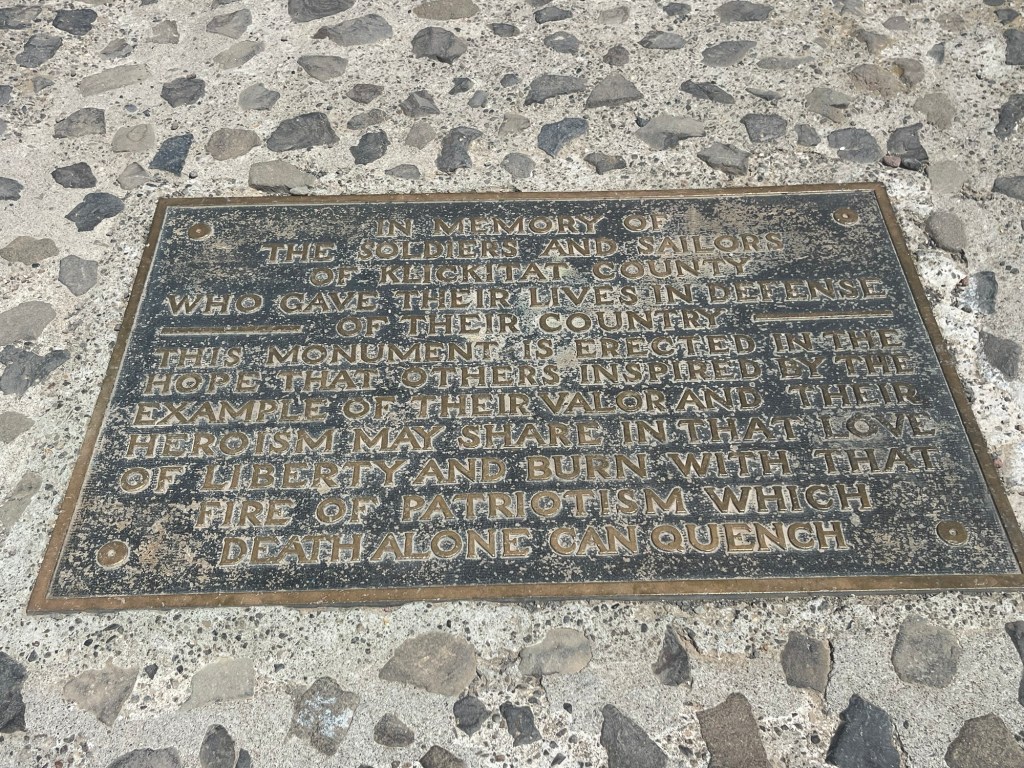 IN MEMORY OF
THE SOLDIERS AND SAILORS
OF KLICKITAT COUNTY
WHO GAVE THEIR LIVES IN DEFENSE
OF THEIR COUNTRY
THIS MONUMENT IS ERECTED IN THE
HOPE THAT OTHERS INSPIRED BY THE
EXAMPLE OF THEIR VALOR AND THEIR
HEROISM MAY SHARE IN THAT LOVE
OF LIBERTY AND BURN WITH THAT
FIRE OF PATRIOTISM WHICH
DEATH ALONE CAN QUENCH